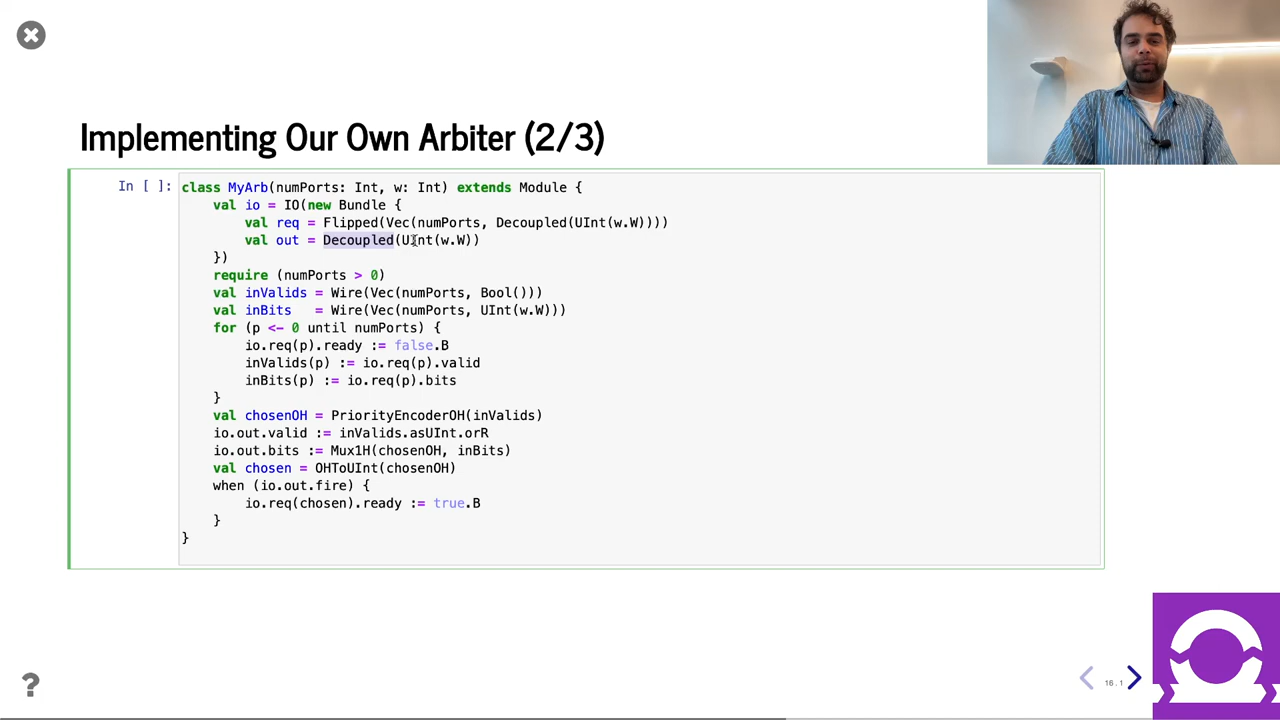 Implementing Our Own Arbiter (2/3)
In [ ]:
class MyArb(numPorts: Int, w: Int) extends Module {
    val io = IO(new Bundle {
        val req = Flipped(Vec(numPorts, Decoupled(UInt(w.W))))
        val out = Decoupled(UInt(w.W))
    })
    require (numPorts > 0)
    val inValids = Wire(Vec(numPorts, Bool()))
    val inBits   = Wire(Vec(numPorts, UInt(w.W)))
    for (p <- 0 until numPorts) {
        io.req(p).ready := false.B
        inValids(p) := io.req(p).valid
        inBits(p) := io.req(p).bits
    }
    val chosenOH = PriorityEncoderOH(inValids)
    io.out.valid := inValids.asUInt.orR
    io.out.bits := Mux1H(chosenOH, inBits)
    val chosen = OHToUInt(chosenOH)
    when (io.out.fire) {
        io.req(chosen).ready := true.B
    }
}
?
16.1